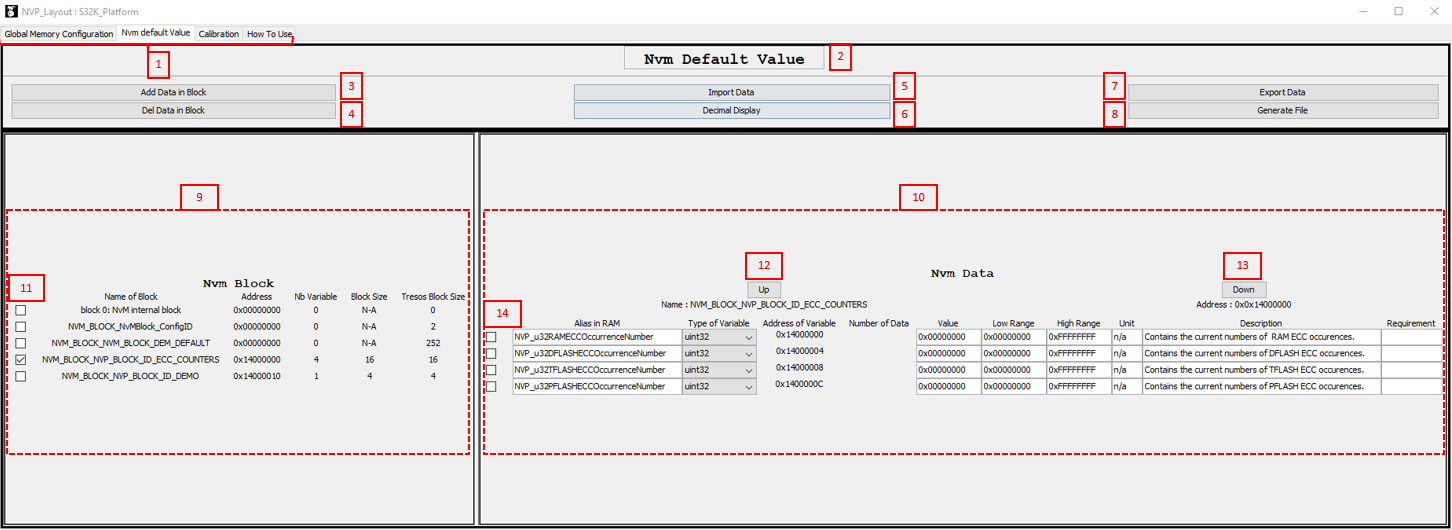 NVP_Layout : S32K_Platform
Global Memory Configuration Nvm default Value Calibration How To Use
1 Nvm Default Value 2
Add Data in Block 3 Import Data 5 7 Export Data
Del Data in Block 4 Decimal Display 6 8 Generate File
9 10
Nvm Block
Name of Block Address Nb Variable Block Size Tresos Block Size
11
block 0: NVM internal block 0x00000000 0 N-A 0
NVM_BLOCK_NvMBlock_ConfigID 0x00000000 0 N-A 2
NVM_BLOCK_NVM_BLOCK_DEM_DEFAULT 0x00000000 0 N-A 252
NVM_BLOCK_NVP_BLOCK_ID_ECC_COUNTERS 0x14000000 4 16 16
NVM_BLOCK_NVP_BLOCK_ID_DEMO 0x14000010 1 4 4
12 Nvm Data 13
Up Down
Name : NVM_BLOCK_NVP_BLOCK_ID_ECC_COUNTERS Address : 0x0x14000000
14
Alias in RAM Type of Variable Address of Variable Number of Data Value Low Range High Range Unit Description Requirement
NVP_u32RAMECCOccurrenceNumber uint32 0x14000000 0x00000000 0x00000000 0xFFFFFFFF n/a Contains the current numbers of RAM ECC occurences.
NVP_u32DFLASHECCOccurrenceNumber uint32 0x14000004 0x00000000 0x00000000 0xFFFFFFFF n/a Contains the current numbers of DFLASH ECC occurences.
NVP_u32TFLASHECCOccurrenceNumber uint32 0x14000008 0x00000000 0x00000000 0xFFFFFFFF n/a Contains the current numbers of TFLASH ECC occurences.
NVP_u32PFLASHECCOccurrenceNumber uint32 0x1400000C 0x00000000 0x00000000 0xFFFFFFFF n/a Contains the current numbers of PFLASH ECC occurences.